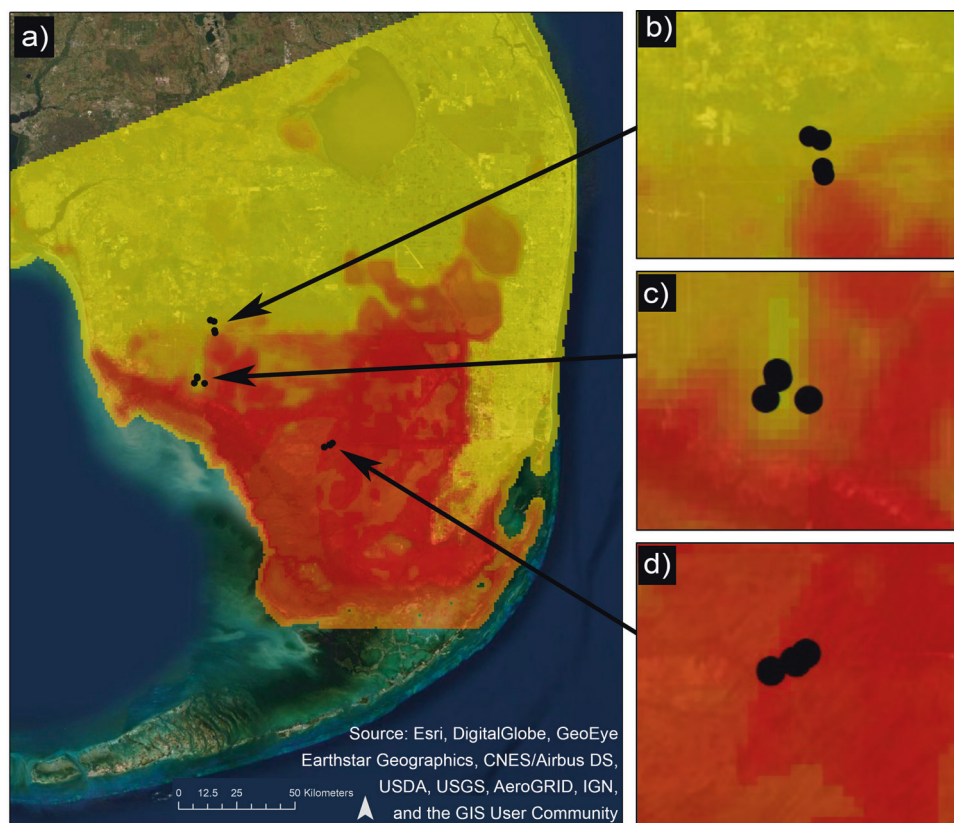 a)
b)
c)
d)
Source: Esri, DigitalGlobe, GeoEye
Earthstar Geographics, CNES/Airbus DS,
USDA, USGS, AeroGRID, IGN,
and the GIS User Community
0 12.5 25 50 Kilometers